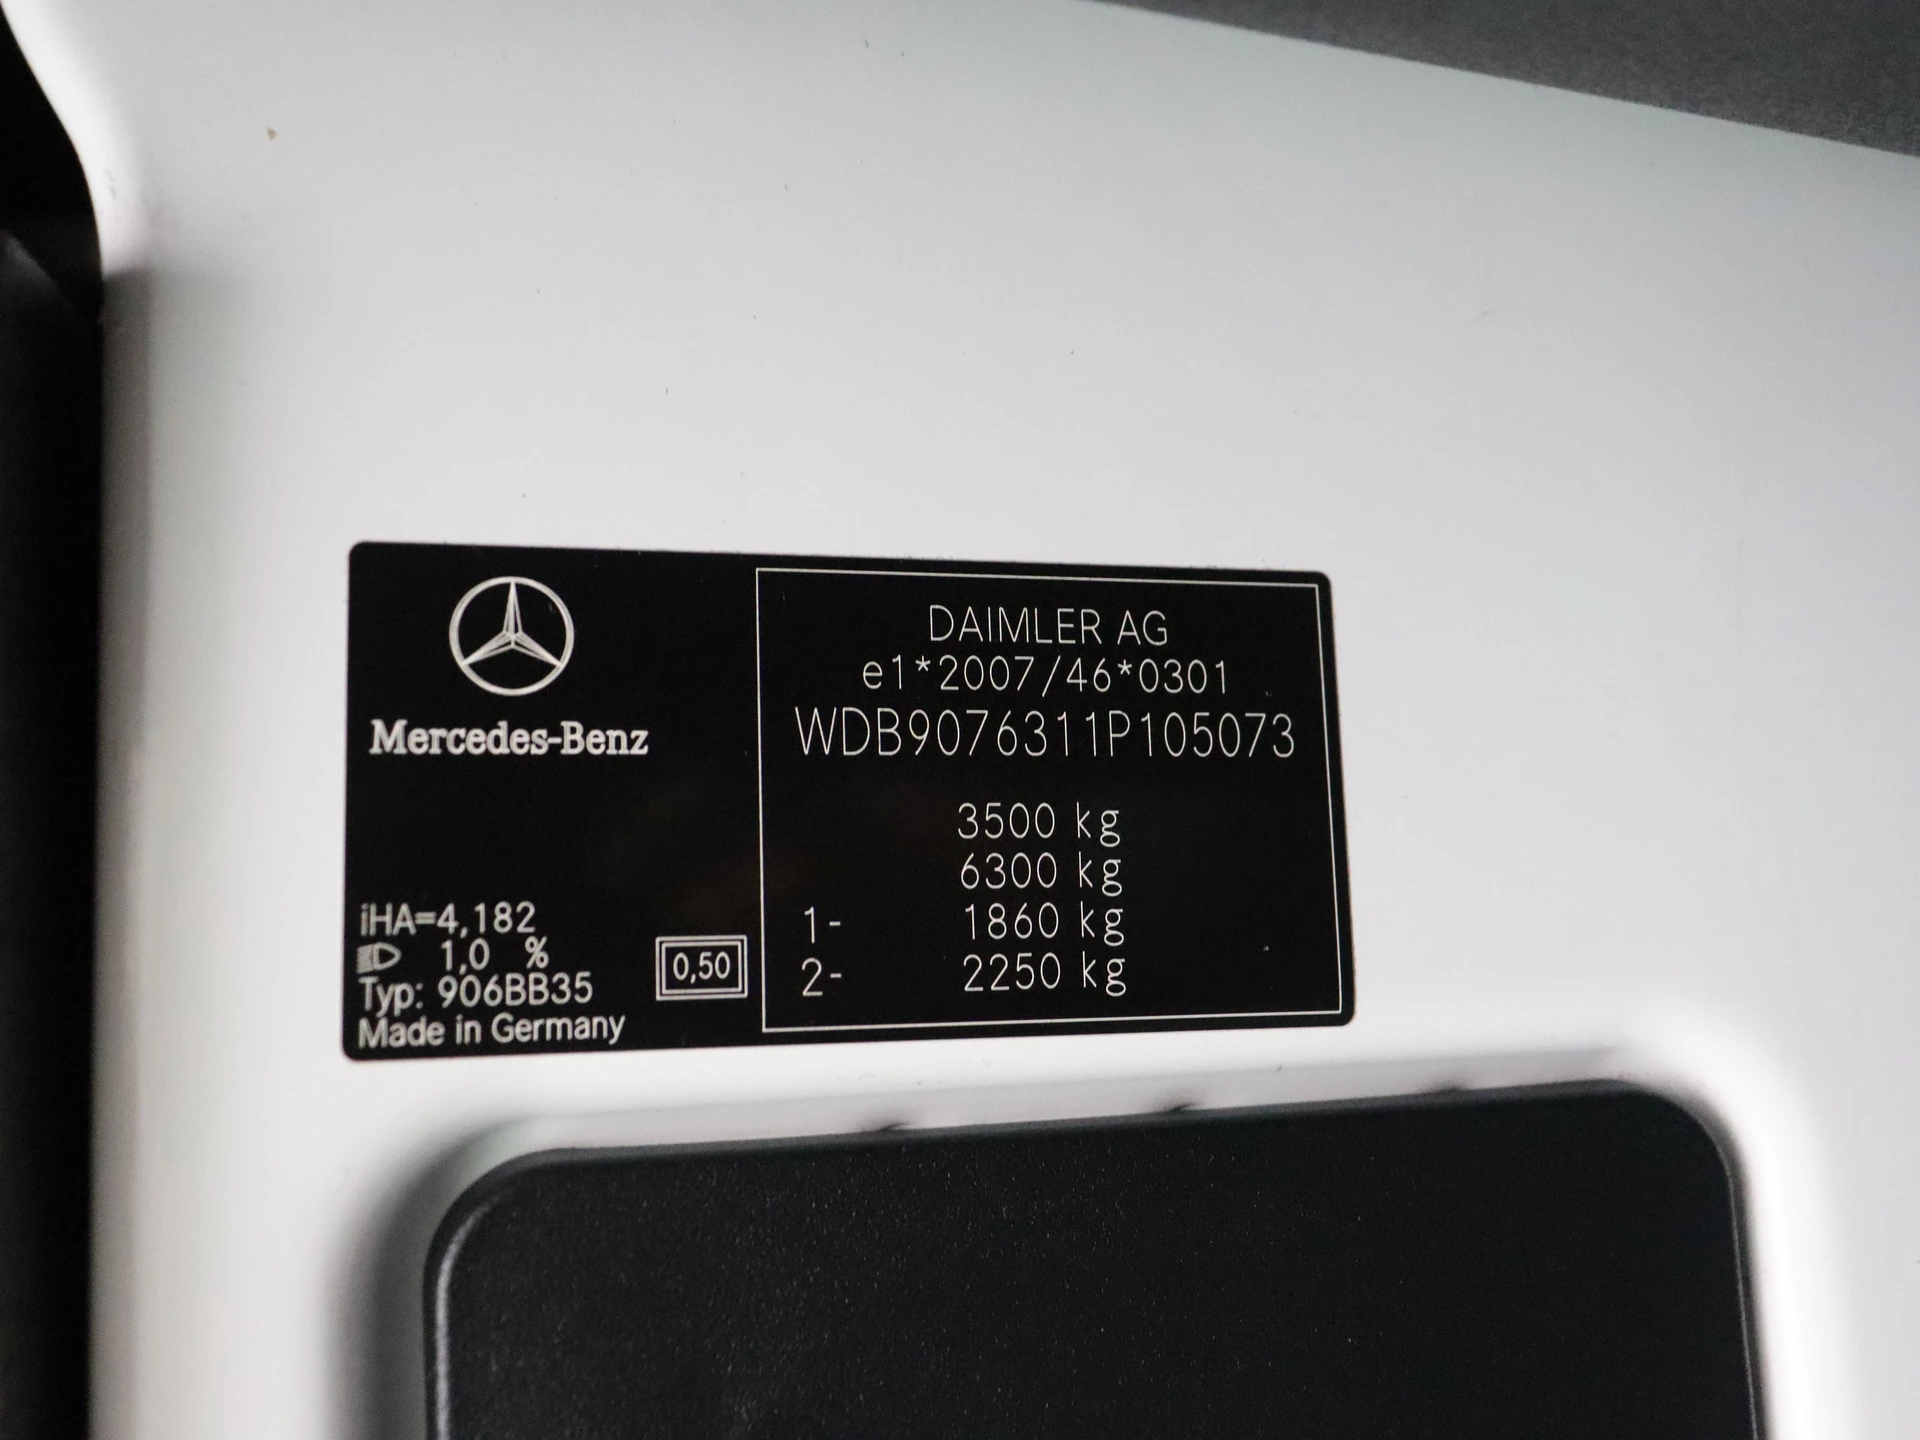 Mercedes-Benz
iHA=4,182
1,0 %
Typ: 906BB35
Made in Germany
0,50
DAIMLER AG
e1*2007/46*0301
WDB9076311P105073
3500 kg
6300 kg
1- 1860 kg
2- 2250 kg